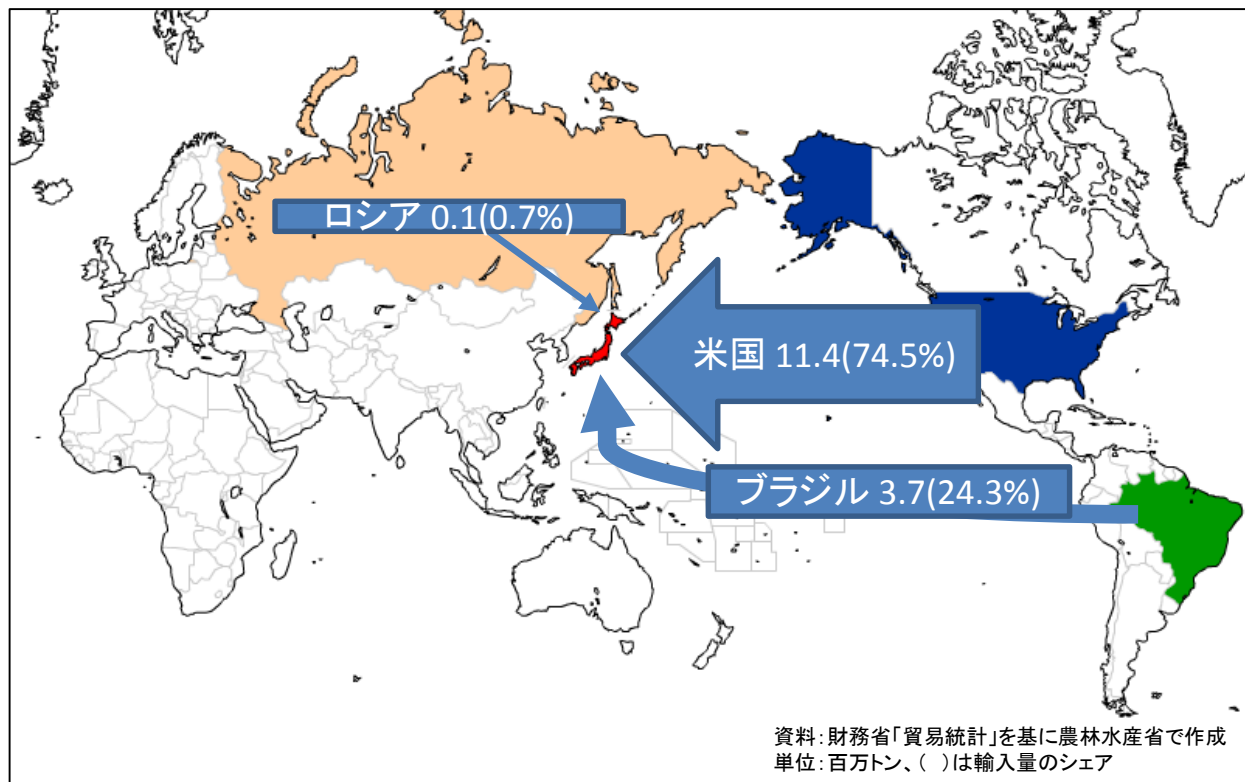 ロシア 0.1(0.7%)
米国 11.4(74.5%)
ブラジル 3.7(24.3%)
資料：財務省「貿易統計」を基に農林水産省で作成
単位：百万トン、（　）は輸入量のシェア